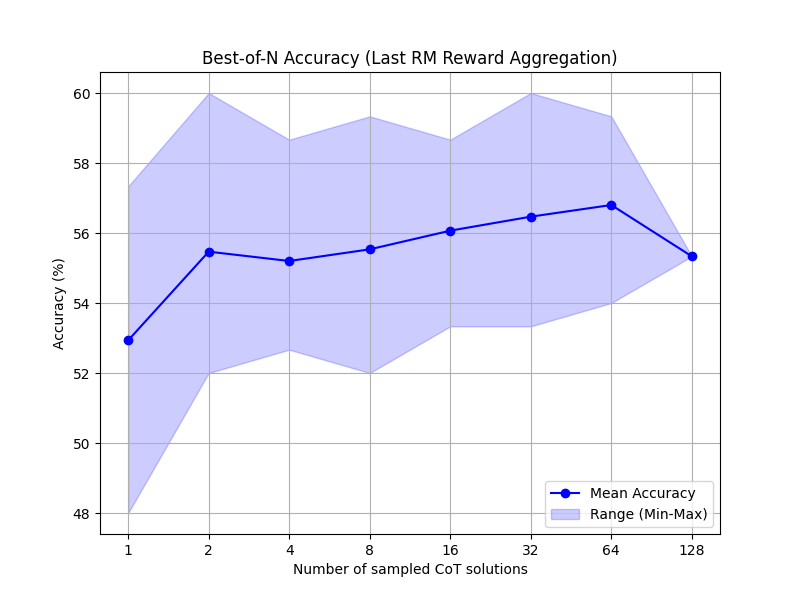 Best-of-N Accuracy (Last RM Reward Aggregation)
Accuracy (%)
60
58
56
54
52
50
48
1 2 4 8 16 32 64 128
Number of sampled CoT solutions
Mean Accuracy
Range (Min-Max)